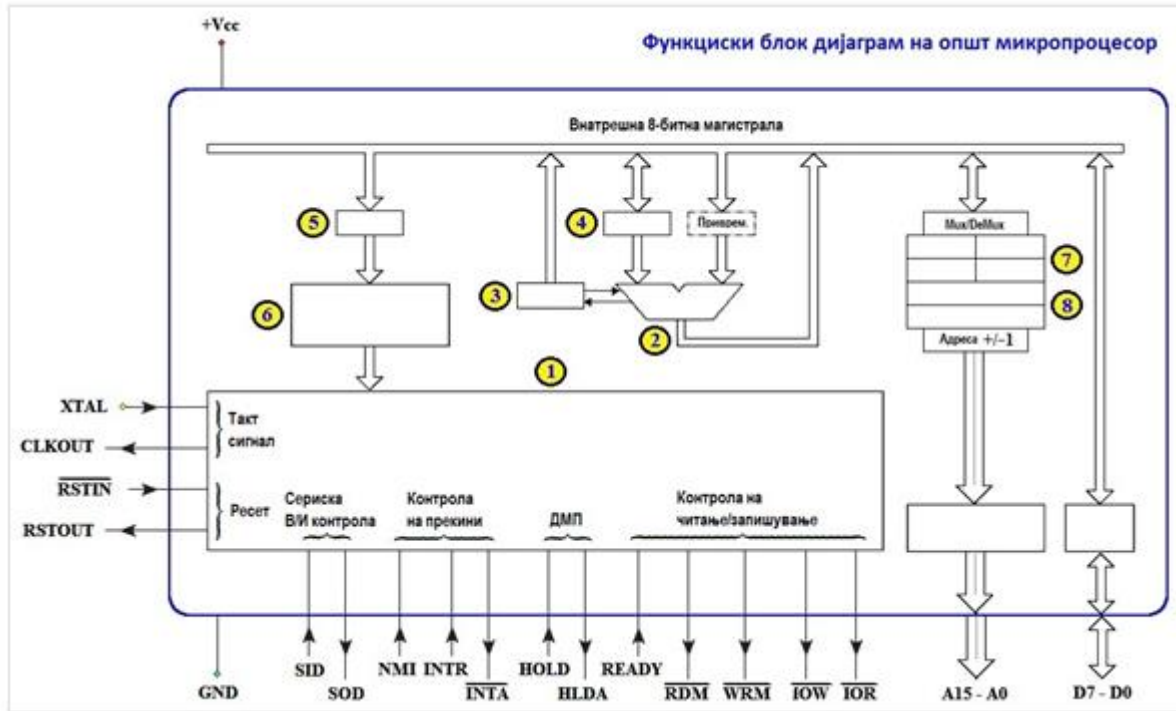 +Vcc
Функциски блок дијаграм на општ микропроцесор
Внатрешна 8-битна магистрала
5
4
Приврем.
Mux/DeMux
7
3
8
6
2
Адреса +/−1
1
XTAL
Такт
сигнал
CLKOUT
RSTIN
Ресет
RSTOUT
Сериска
В/И контрола
Контрола
на прекини
ДМП
Контрола на
читање/запишување
GND
SID
SOD
NMI
INTR
INTA
HOLD
HLDA
READY
RDM
WRM
IOW
IOR
A15 - A0
D7 - D0